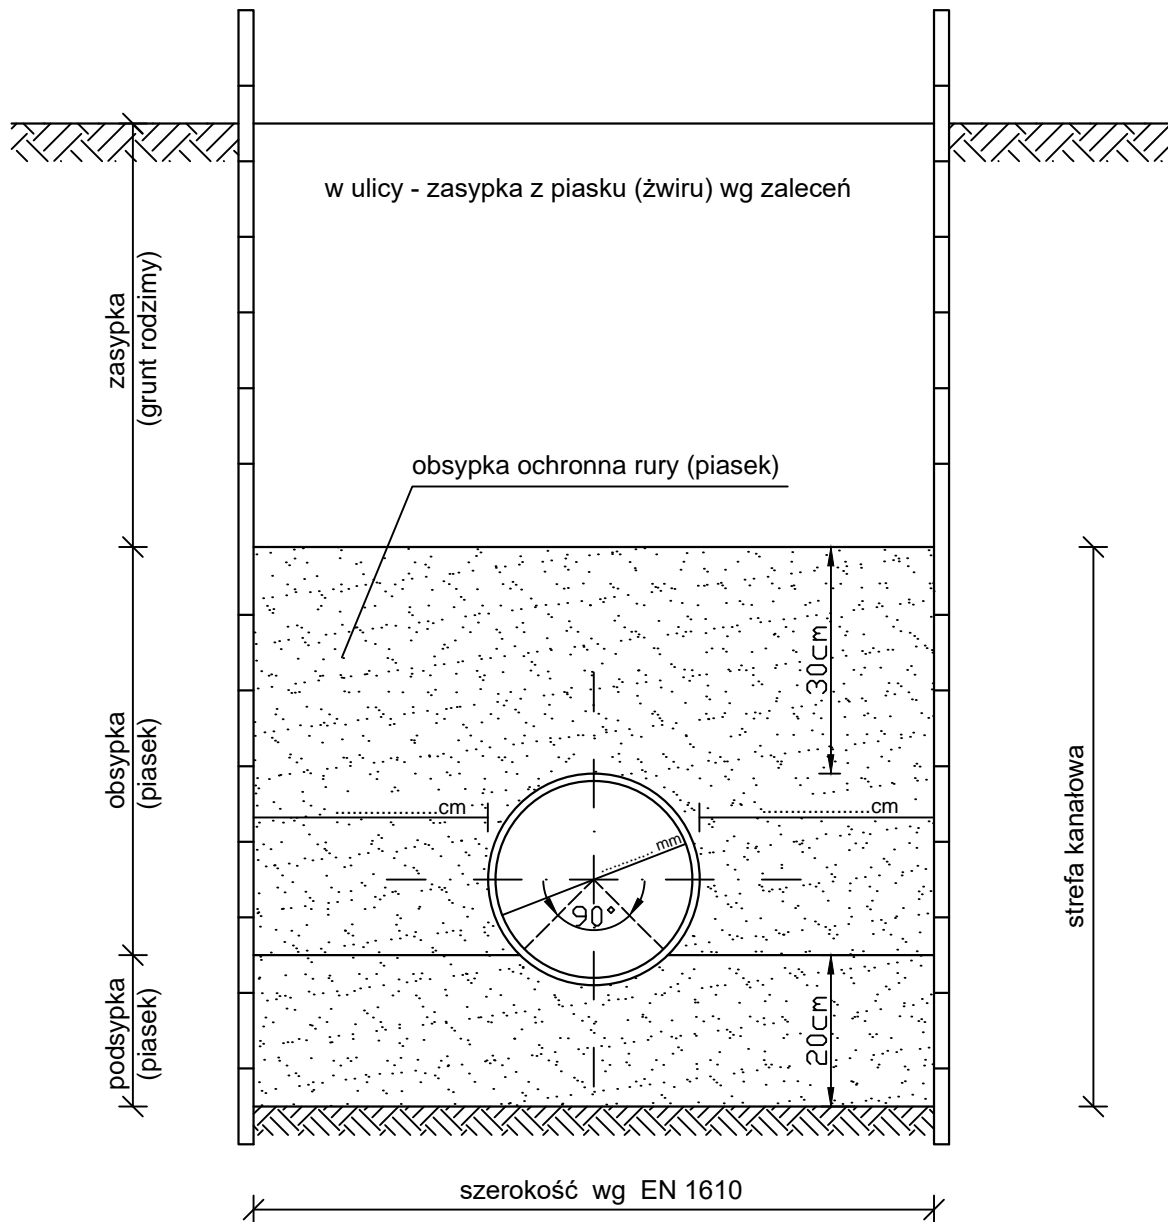 w ulicy - zasypka z piasku (żwiru) wg zaleceń
zasypka
(grunt rodzimy)
obsypka ochronna rury (piasek)
30cm
obsypka
(piasek)
.....................cm
......................cm
......... mm
90°
strefa kanałowa
podsypka
(piasek)
20cm
szerokość wg EN 1610